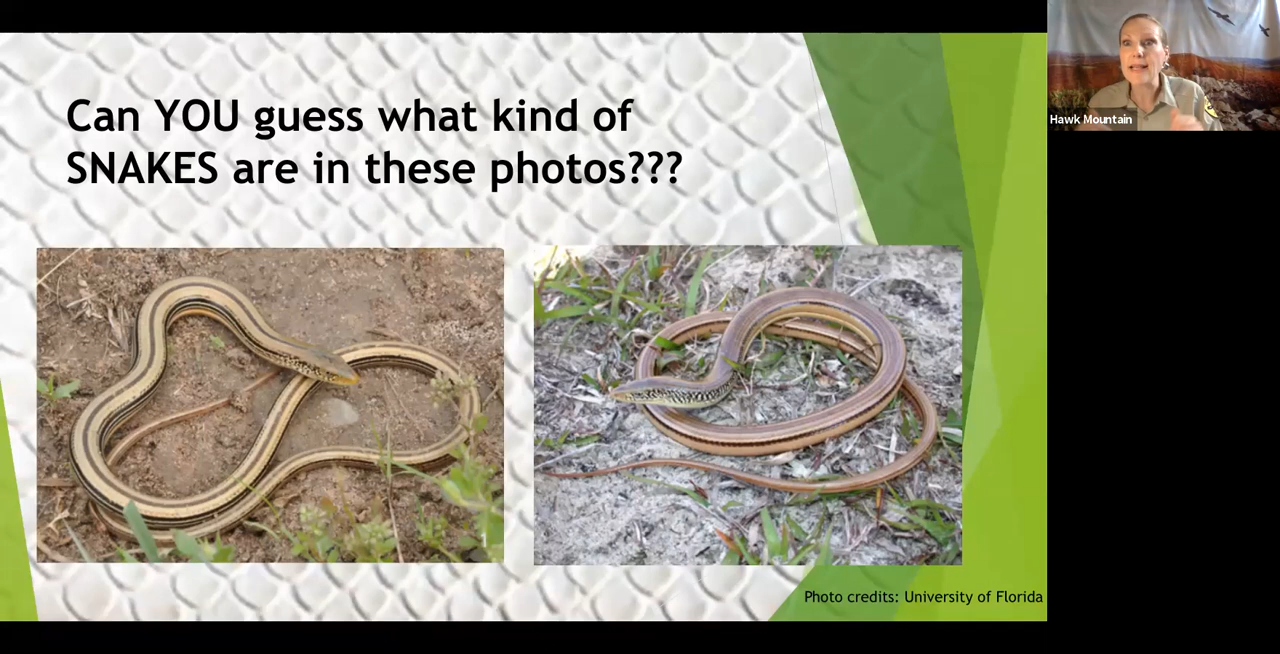 Can YOU guess what kind of
SNAKES are in these photos???
Hawk Mountain
Photo credits: University of Florida